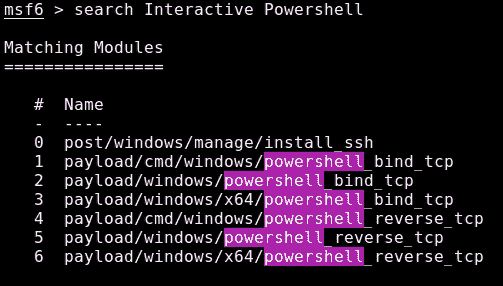 msf6 > search Interactive Powershell
Matching Modules
================
# Name
- ----
0 post/windows/manage/install_ssh
1 payload/cmd/windows/powershell_bind_tcp
2 payload/windows/powershell_bind_tcp
3 payload/windows/x64/powershell_bind_tcp
4 payload/cmd/windows/powershell_reverse_tcp
5 payload/windows/powershell_reverse_tcp
6 payload/windows/x64/powershell_reverse_tcp